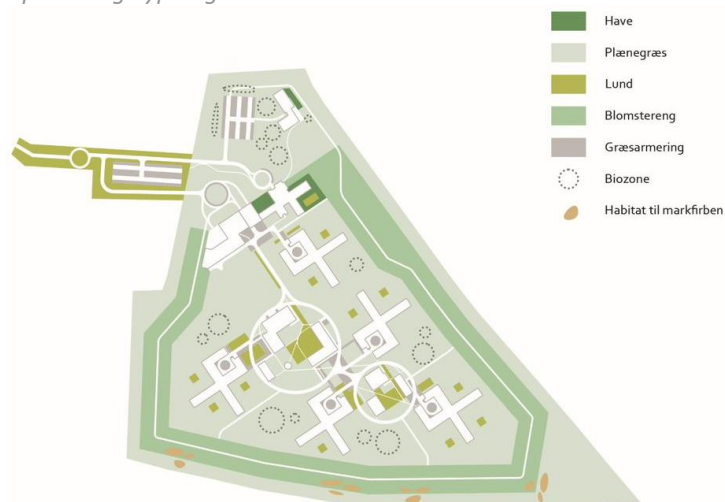 Have
Plænegræs
Lund
Blomstereng
Græsarmering
Biozone
Habitat til markfirben